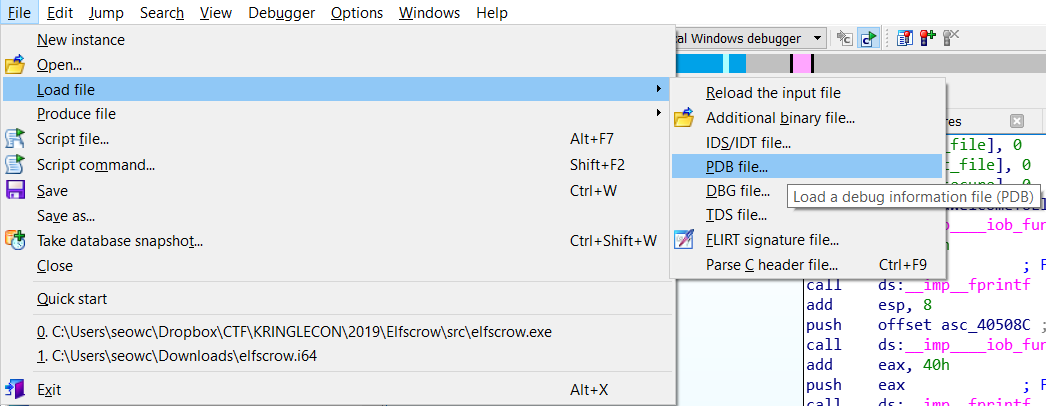 File Edit Jump Search View Debugger Options Windows Help
New instance
Open...
Load file
Produce file
Script file... Alt+F7
Script command... Shift+F2
Save Ctrl+W
Save as...
Take database snapshot... Ctrl+Shift+W
Close
Quick start
0. C:\Users\seowc\Dropbox\CTF\KRINGLECON\2019\Elfscrow\src\elfscrow.exe
1. C:\Users\seowc\Downloads\elfscrow.i64
Exit Alt+X
Reload the input file
Additional binary file...
IDS/IDT file...
PDB file...
DBG file...
TDS file...
FLIRT signature file...
Parse C header file... Ctrl+F9
Load a debug information file (PDB)
al Windows debugger
res
_file], 0
t_file], 0
mp____iob_fun
h
; F
call ds:__imp__fprintf
add esp, 8
push offset asc_40508C ;
call ds:__imp____iob_fun
add eax, 40h
push eax ; F
call ds:__imp__fprintf